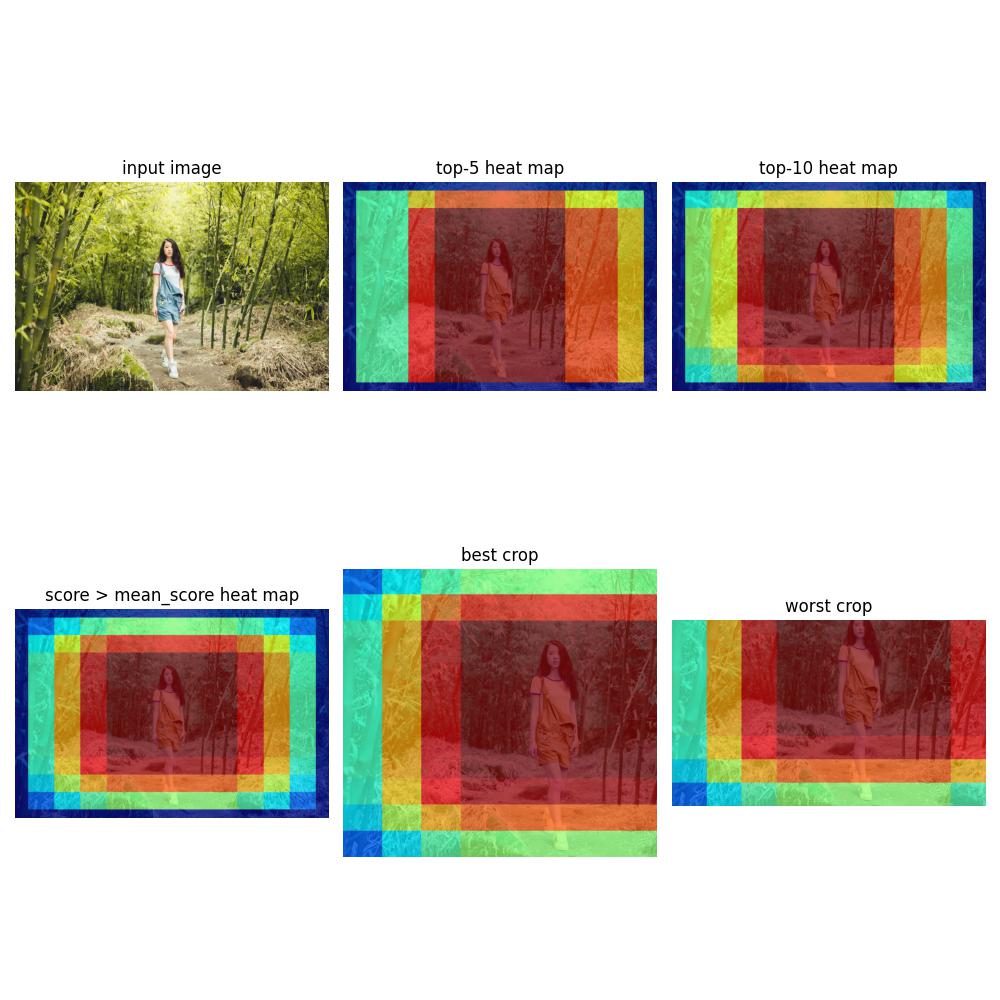 input image
top-5 heat map
top-10 heat map
score > mean_score heat map
best crop
worst crop